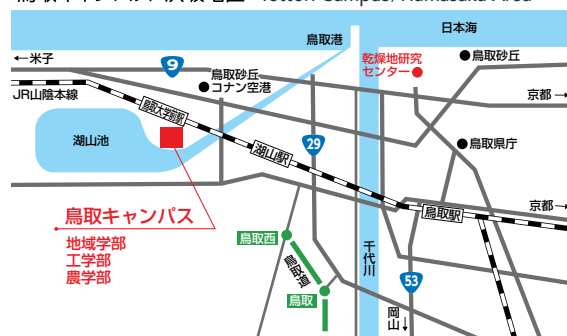 日本海
鳥取港
←米子
9
鳥取砂丘
コナン空港
乾燥地研究
センター
鳥取砂丘
JR山陰本線
京都→
鳥取大学前駅
湖山池
湖山駅
29
鳥取県庁
鳥取キャンパス
地域学部
工学部
農学部
鳥取西
鳥取道
鳥取
千代川
鳥取駅
京都→
53
岡山↓